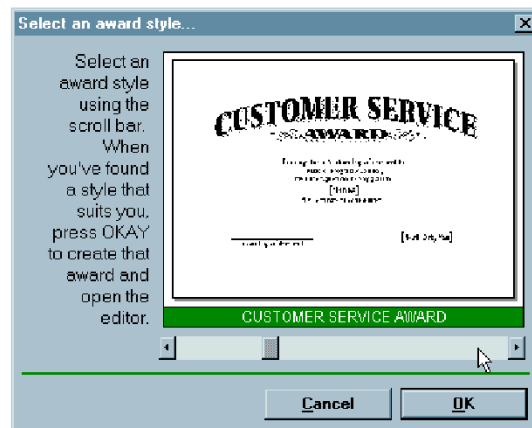 Select an award style...
Select an
award style
using the
scroll bar.
When
you've found
a style that
suits you,
press OKAY
to create that
award and
open the
editor.
CUSTOMER SERVICE
AWARD
CUSTOMER SERVICE AWARD
Cancel
OK